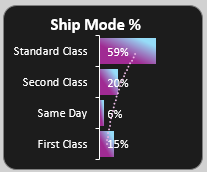 Ship Mode %
Standard Class 59%
Second Class 20%
Same Day 6%
First Class 15%